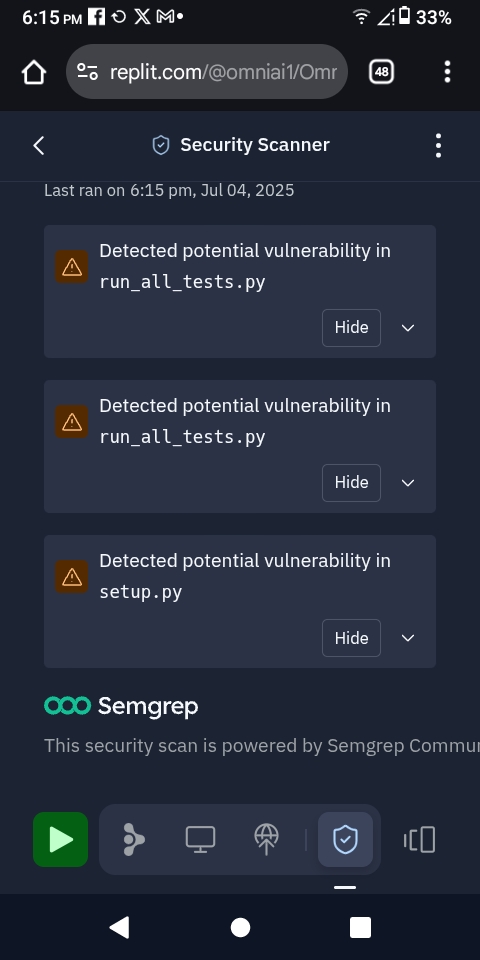 6:15 PM
33%
replit.com/@omniai1/Omr
48
Security Scanner
Last ran on 6:15 pm, Jul 04, 2025
Detected potential vulnerability in
run_all_tests.py
Hide
Detected potential vulnerability in
run_all_tests.py
Hide
Detected potential vulnerability in
setup.py
Hide
Semgrep
This security scan is powered by Semgrep Commun